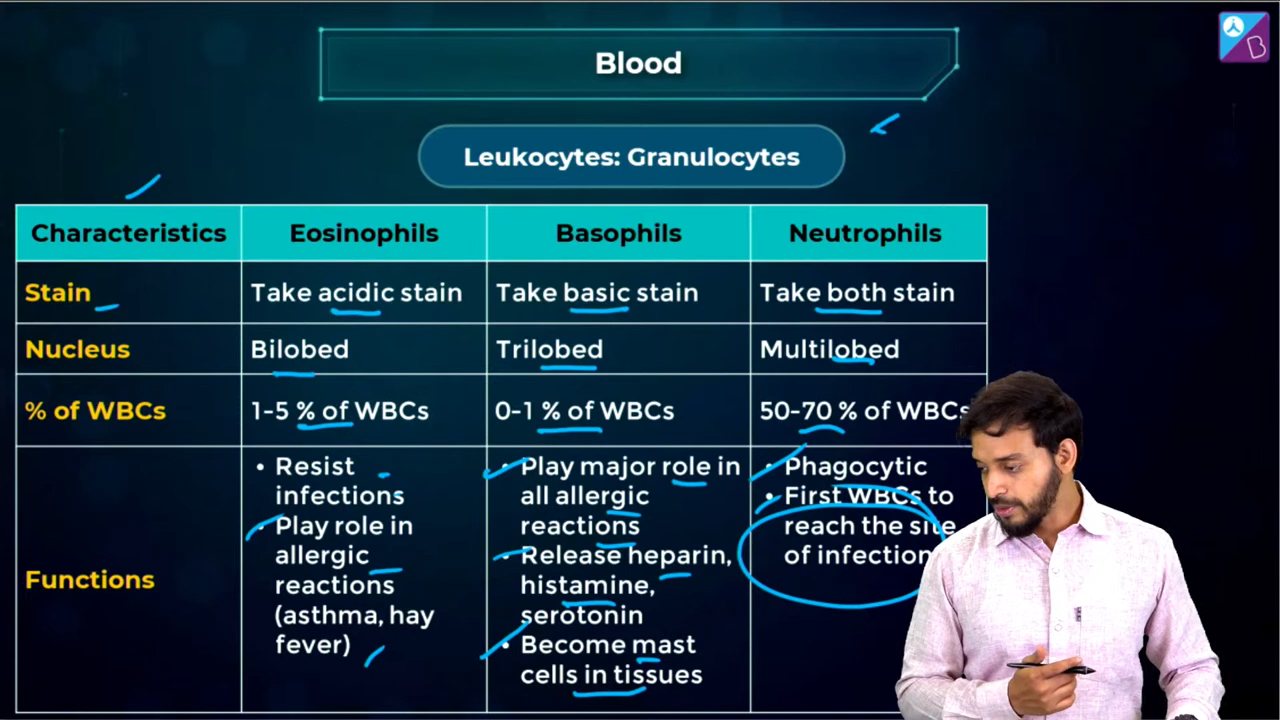 Blood
Leukocytes: Granulocytes
Characteristics
Eosinophils
Basophils
Neutrophils
Stain
Take acidic stain
Take basic stain
Take both stain
Nucleus
Bilobed
Trilobed
Multilobed
% of WBCs
1-5 % of WBCs
0-1 % of WBCs
50-70 % of WBCs
Functions
• Resist
infections
• Play role in
allergic
reactions
(asthma, hay
fever)
• Play major role in
all allergic
reactions
• Release heparin,
histamine,
serotonin
• Become mast
cells in tissues
• Phagocytic
• First WBCs to
reach the site
of infection
B